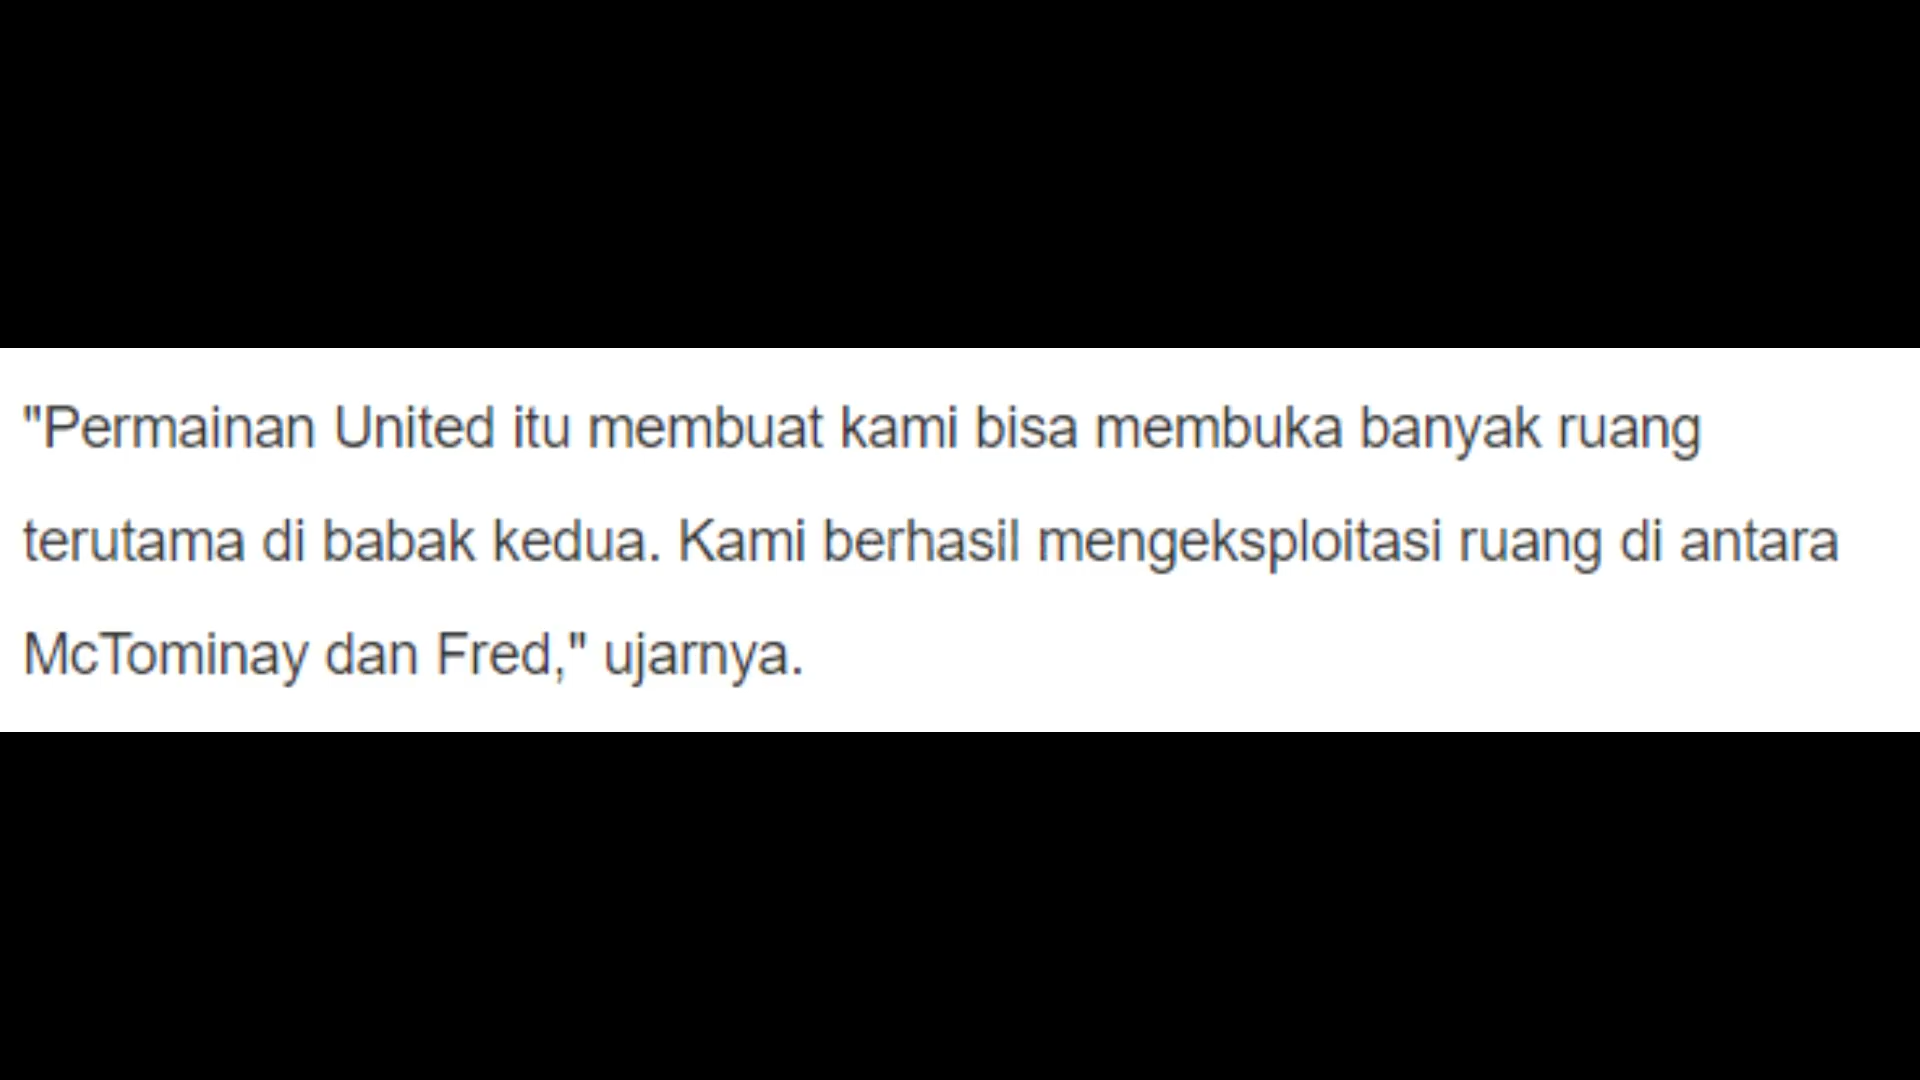 "Permainan United itu membuat kami bisa membuka banyak ruang
terutama di babak kedua. Kami berhasil mengeksploitasi ruang di antara
McTominay dan Fred," ujarnya.